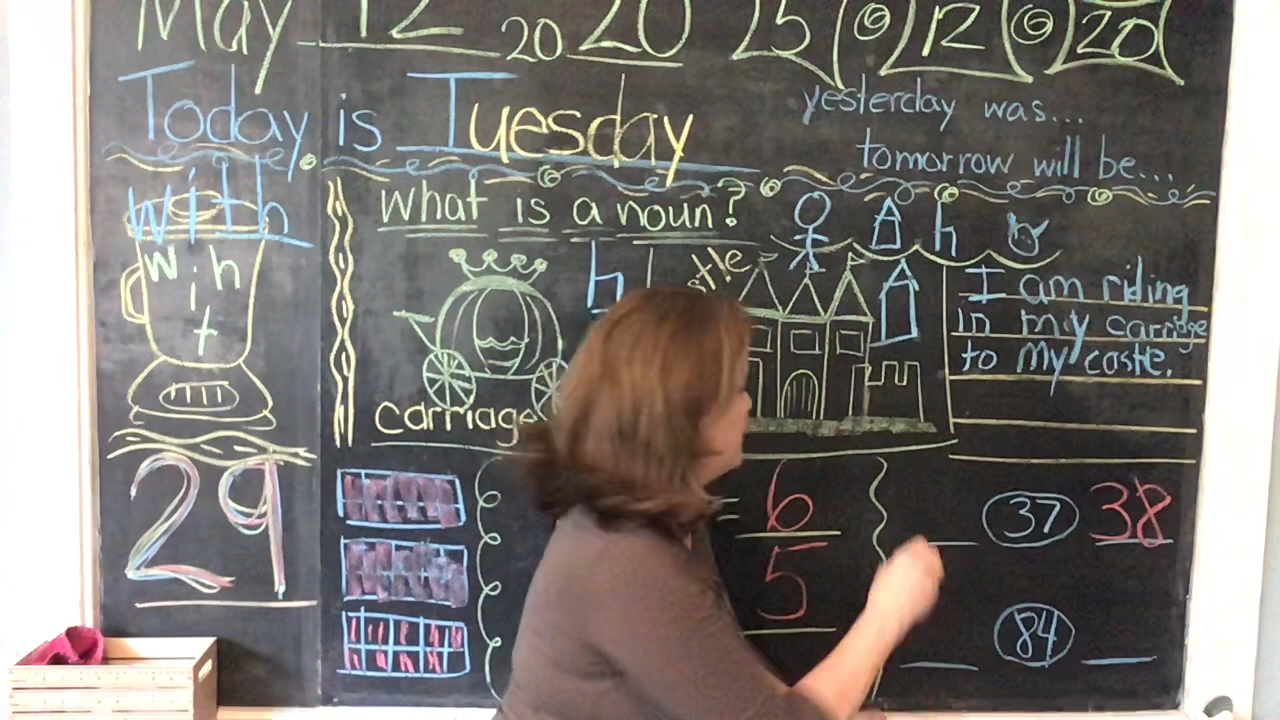 May 12 2020 25 12 20
Today is Tuesday
yesterday was...
tomorrow will be...
with
What is a noun?
h
w i t h
h
carriage
I am riding
in my carriage
to my castle.
29
= 6
5
37 38
84